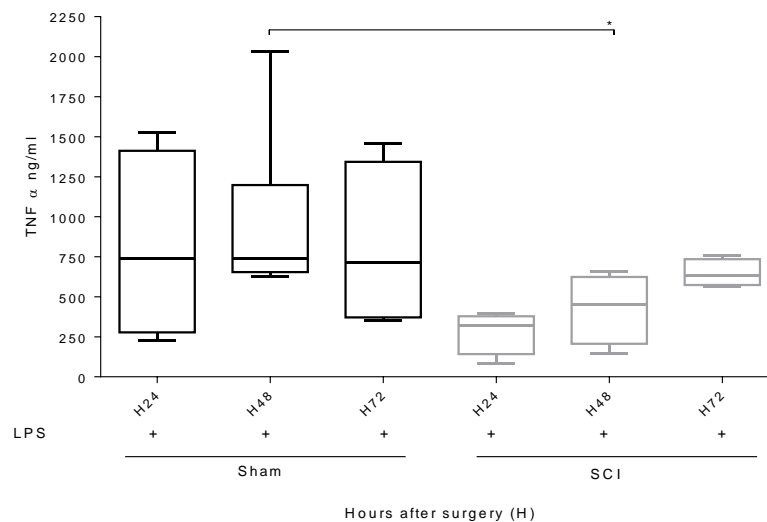 *
2250
2000
1750
1500
1250
1000
750
500
250
0
TNF α ng/ml
H24 H48 H72 H24 H48 H72
LPS + + + + + +
Sham SCI
Hours after surgery (H)